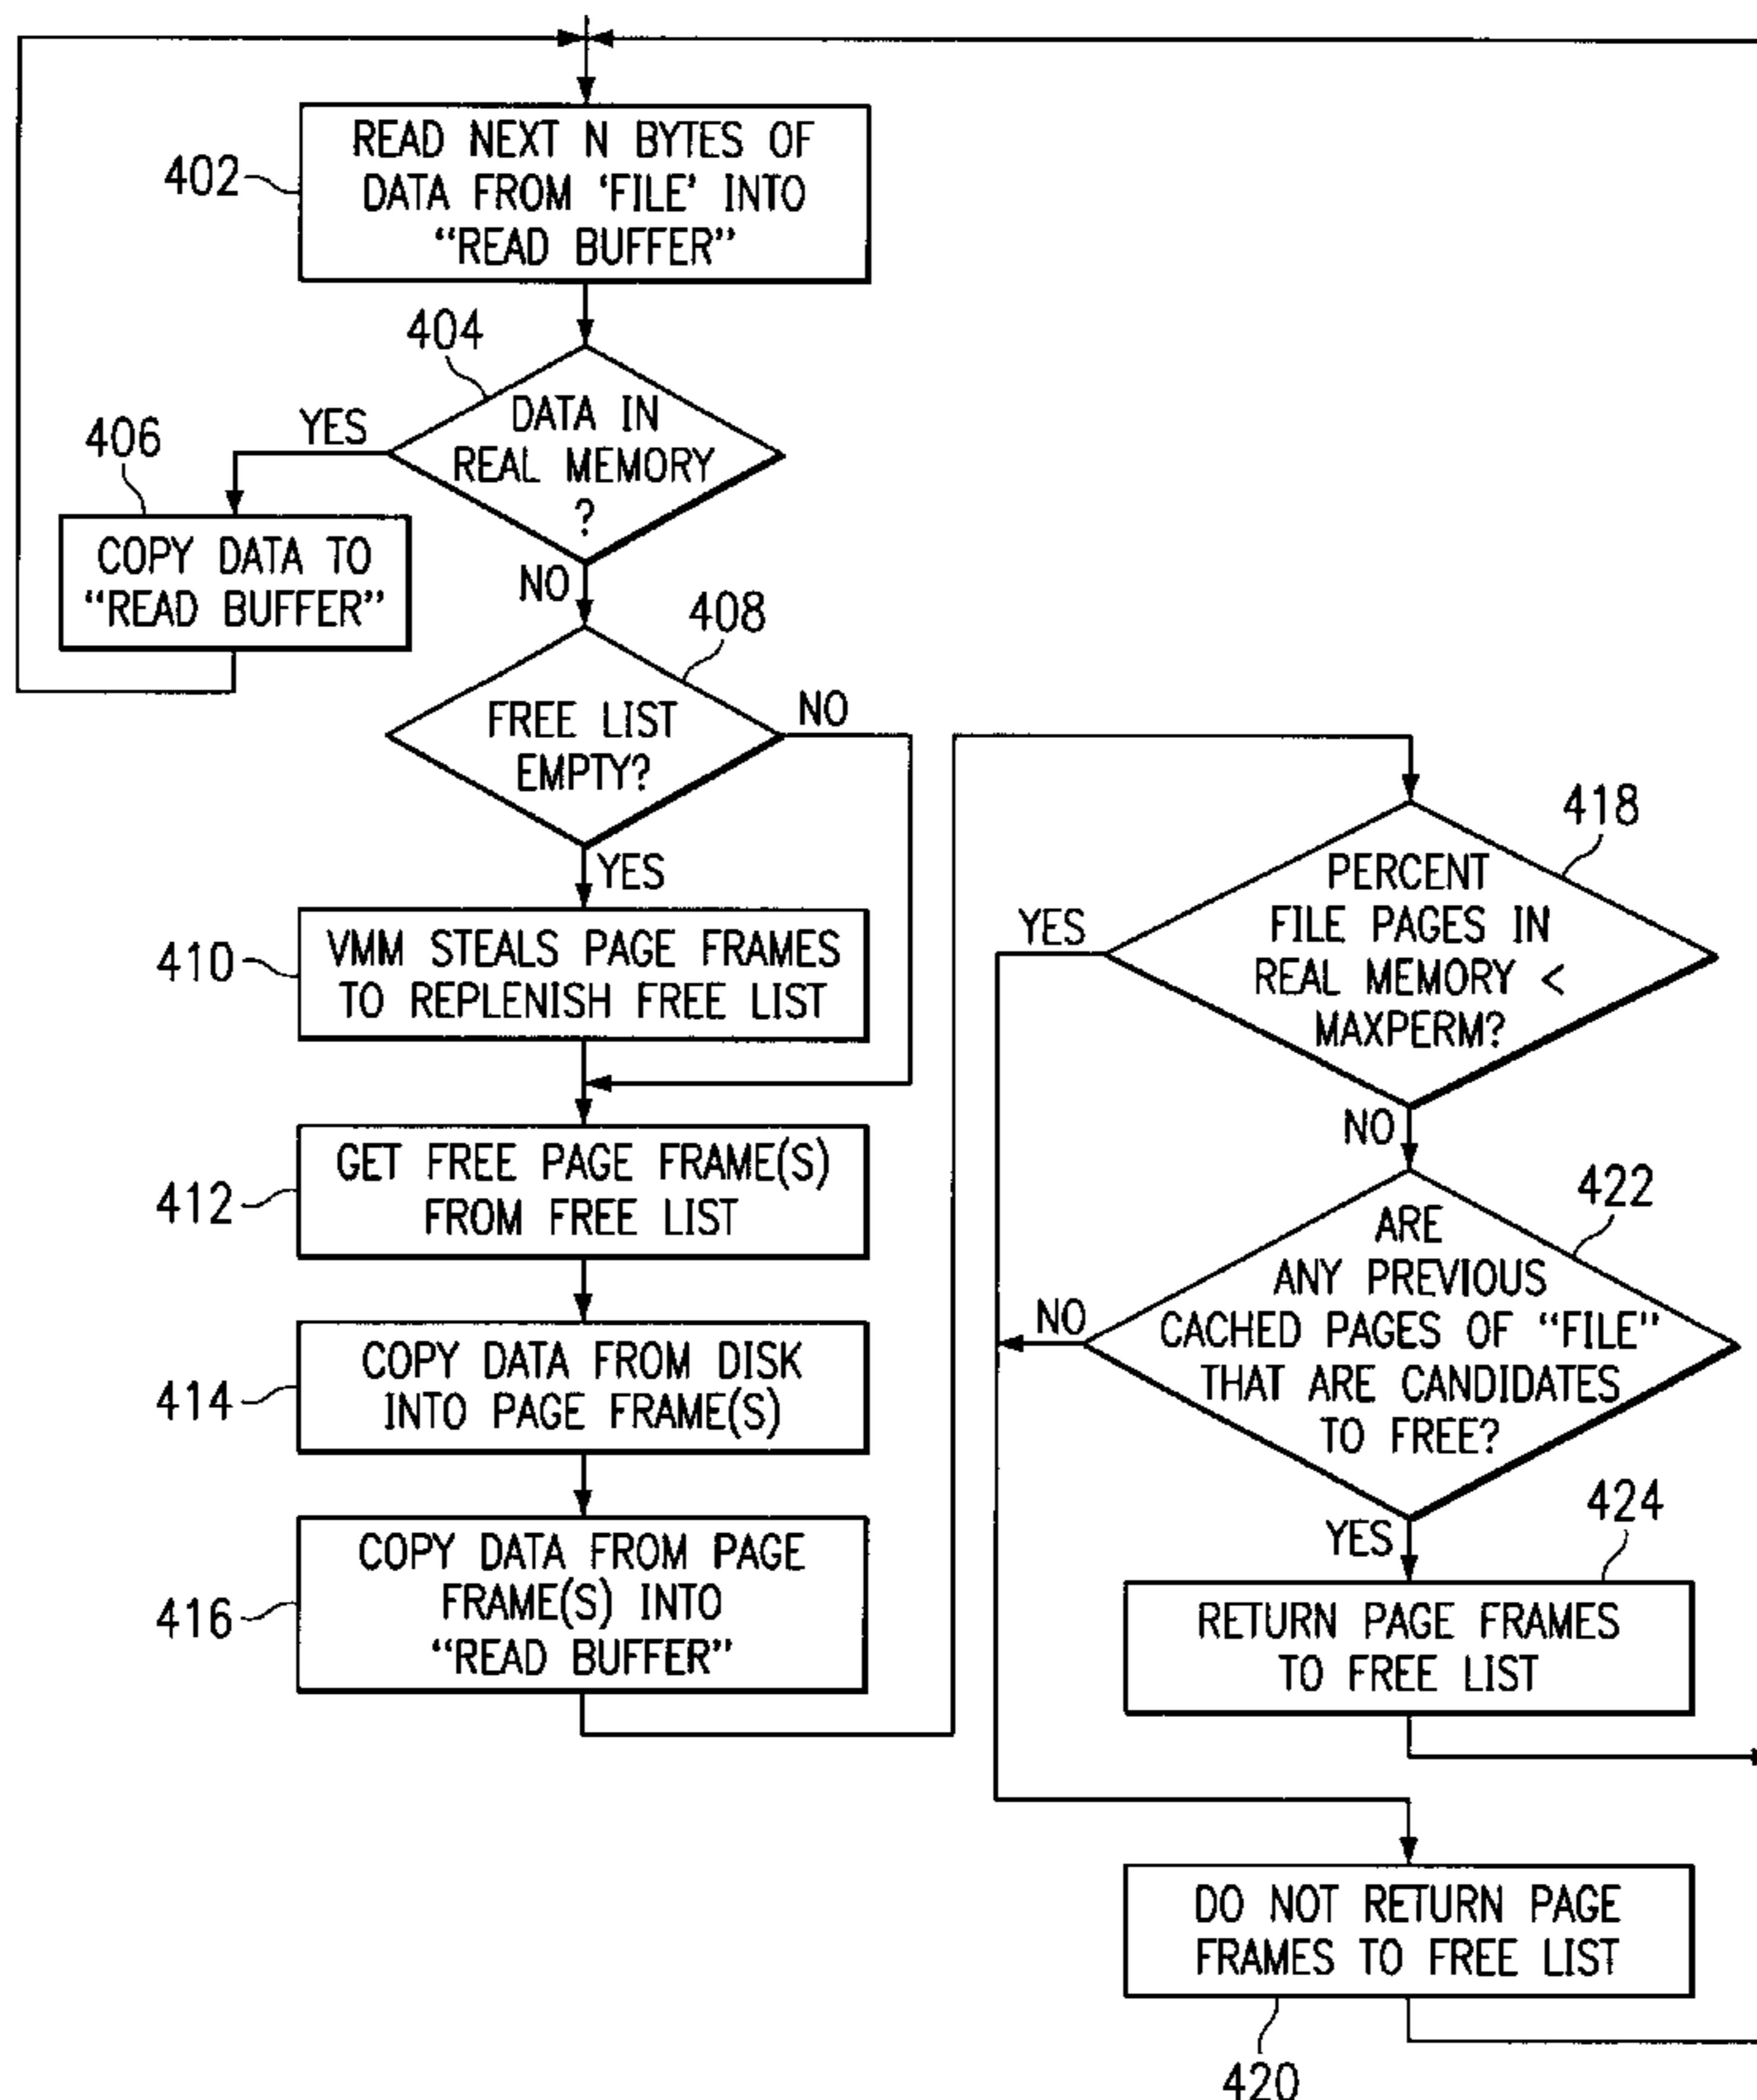 402
READ NEXT N BYTES OF
DATA FROM ‘FILE’ INTO
“READ BUFFER”
404
DATA IN
REAL MEMORY
?
YES
NO
406
COPY DATA TO
“READ BUFFER”
408
FREE LIST
EMPTY?
NO
YES
410
VMM STEALS PAGE FRAMES
TO REPLENISH FREE LIST
412
GET FREE PAGE FRAME(S)
FROM FREE LIST
414
COPY DATA FROM DISK
INTO PAGE FRAME(S)
416
COPY DATA FROM PAGE
FRAME(S) INTO
“READ BUFFER”
418
PERCENT
FILE PAGES IN
REAL MEMORY <
MAXPERM?
YES
NO
422
ARE
ANY PREVIOUS
CACHED PAGES OF “FILE”
THAT ARE CANDIDATES
TO FREE?
NO
YES
424
RETURN PAGE FRAMES
TO FREE LIST
DO NOT RETURN PAGE
FRAMES TO FREE LIST
420